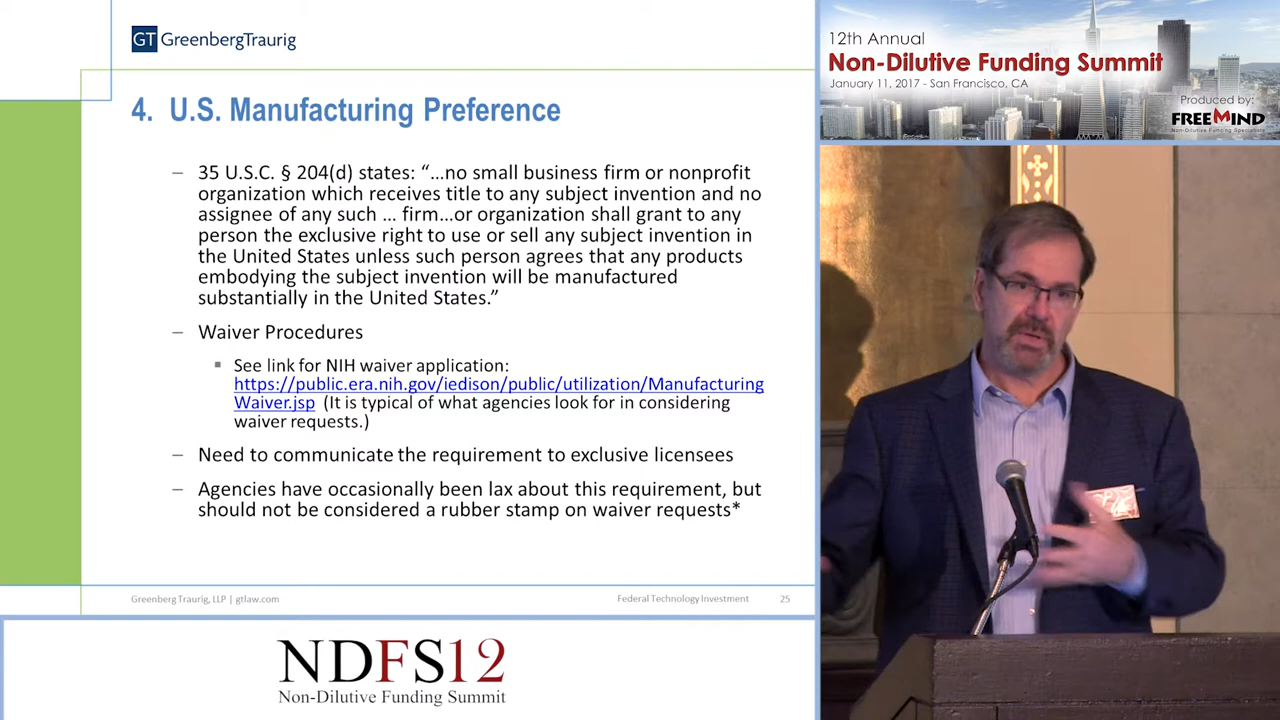 GT GreenbergTraurig
4. U.S. Manufacturing Preference
– 35 U.S.C. § 204(d) states: “…no small business firm or nonprofit
organization which receives title to any subject invention and no
assignee of any such … firm…or organization shall grant to any
person the exclusive right to use or sell any subject invention in
the United States unless such person agrees that any products
embodying the subject invention will be manufactured
substantially in the United States.”
– Waiver Procedures
▪ See link for NIH waiver application:
https://public.era.nih.gov/iedison/public/utilization/Manufacturing
Waiver.jsp (It is typical of what agencies look for in considering
waiver requests.)
– Need to communicate the requirement to exclusive licensees
– Agencies have occasionally been lax about this requirement, but
should not be considered a rubber stamp on waiver requests*
Greenberg Traurig, LLP | gtlaw.com
Federal Technology Investment 25
NDFS12
Non-Dilutive Funding Summit
12th Annual
Non-Dilutive Funding Summit
January 11, 2017 - San Francisco, CA
Produced by:
FREEMIND
Non-Dilutive Funding Specialists